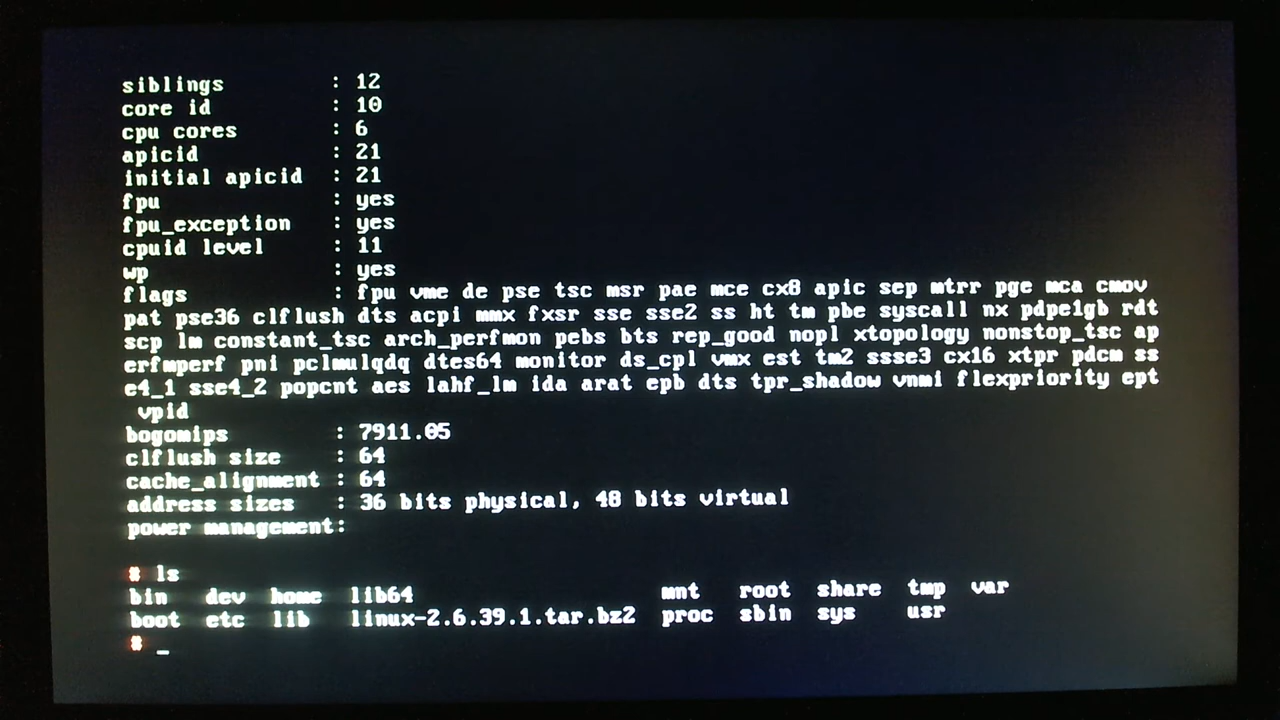 siblings : 12
core id : 10
cpu cores : 6
apicid : 21
initial apicid : 21
fpu : yes
fpu_exception : yes
cpuid level : 11
wp : yes
flags : fpu vme de pse tsc msr pae mce cx8 apic sep mtrr pge mca cmov
pat pse36 clflush dts acpi mmx fxsr sse sse2 ss ht tm pbe syscall nx pdpe1gb rdt
scp lm constant_tsc arch_perfmon pebs bts rep_good nopl xtopology nonstop_tsc ap
erfmperf pni pclmulqdq dtes64 monitor ds_cpl vmx est tm2 ssse3 cx16 xtpr pdcm ss
e4_1 sse4_2 popcnt aes lahf_lm ida arat epb dts tpr_shadow vnmi flexpriority ept
vpid
bogomips : 7911.05
clflush size : 64
cache_alignment : 64
address sizes : 36 bits physical, 48 bits virtual
power management:
# ls
bin dev home lib64 mnt root share tmp var
boot etc lib linux-2.6.39.1.tar.bz2 proc sbin sys usr
# _